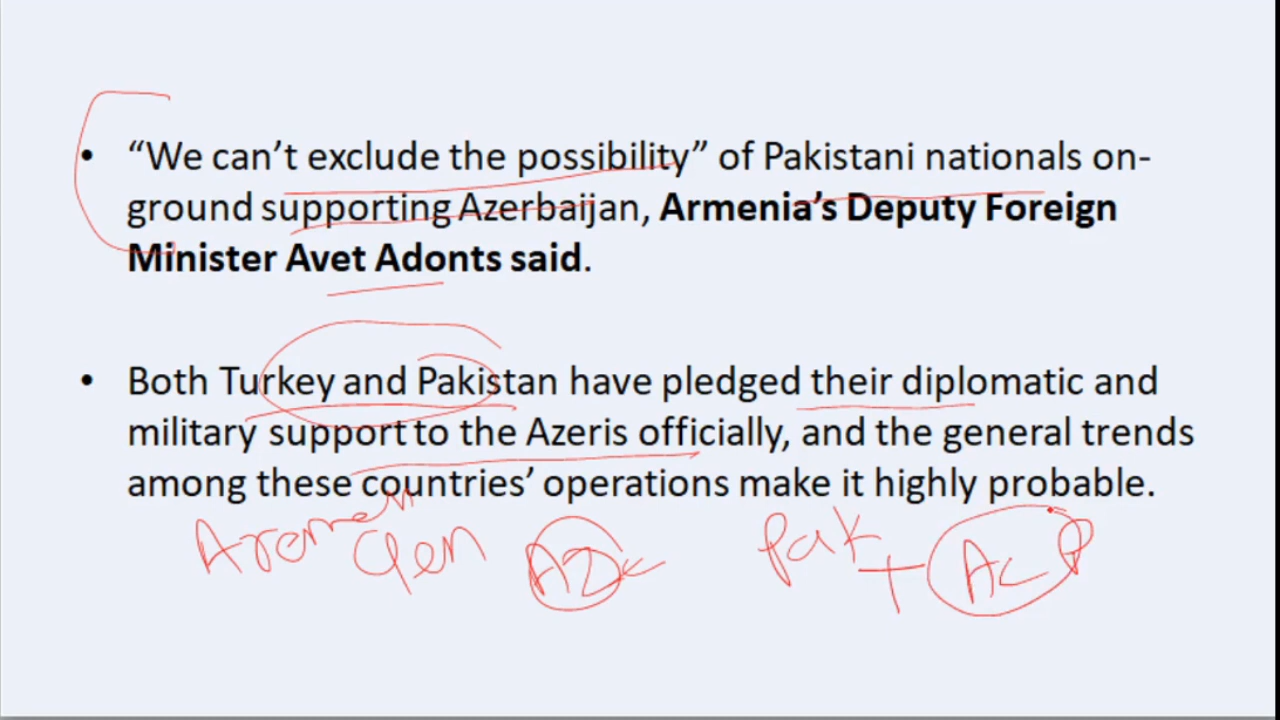 • “We can’t exclude the possibility” of Pakistani nationals on-
ground supporting Azerbaijan, Armenia’s Deputy Foreign
Minister Avet Adonts said.
• Both Turkey and Pakistan have pledged their diplomatic and
military support to the Azeris officially, and the general trends
among these countries’ operations make it highly probable.
Pak +